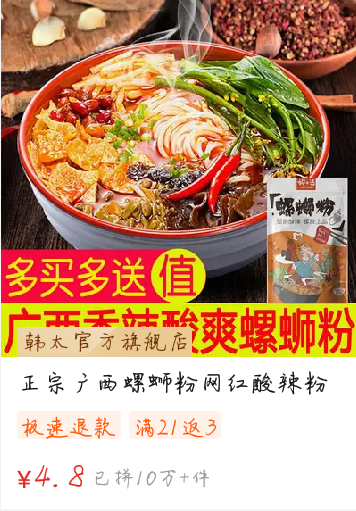 螺蛳粉
多买多送 值
广西香辣酸爽螺蛳粉
韩太官方旗舰店
正宗广西螺蛳粉网红酸辣粉
极速退款 满21返3
¥4.8 已拼10万+件